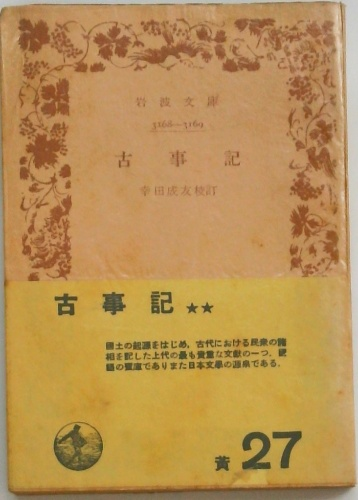 岩波文庫
3168—3169
古事記
幸田成友校訂
古事記 ★★
國土の起源をはじめ、古代における民衆の諸
相を記した上代の最も貴重な文献の一つ。説
話の寶庫でありまた日本文學の源泉である。
黄 27